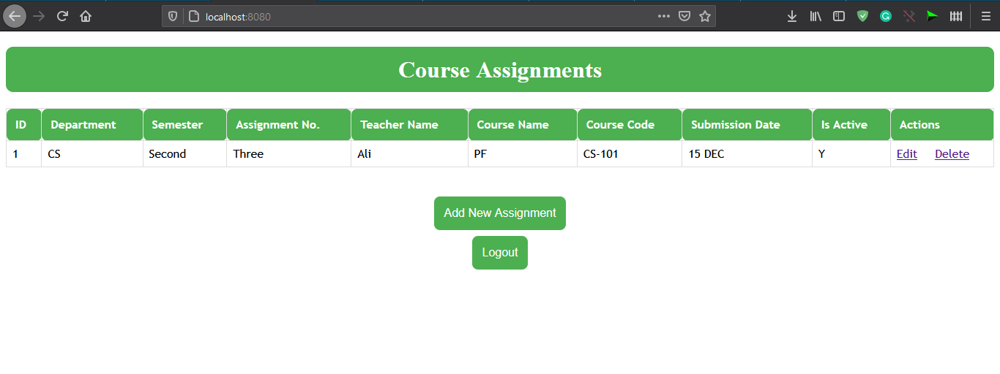 localhost:8080
Course Assignments
ID Department Semester Assignment No. Teacher Name Course Name Course Code Submission Date Is Active Actions
1 CS Second Three Ali PF CS-101 15 DEC Y Edit Delete
Add New Assignment
Logout